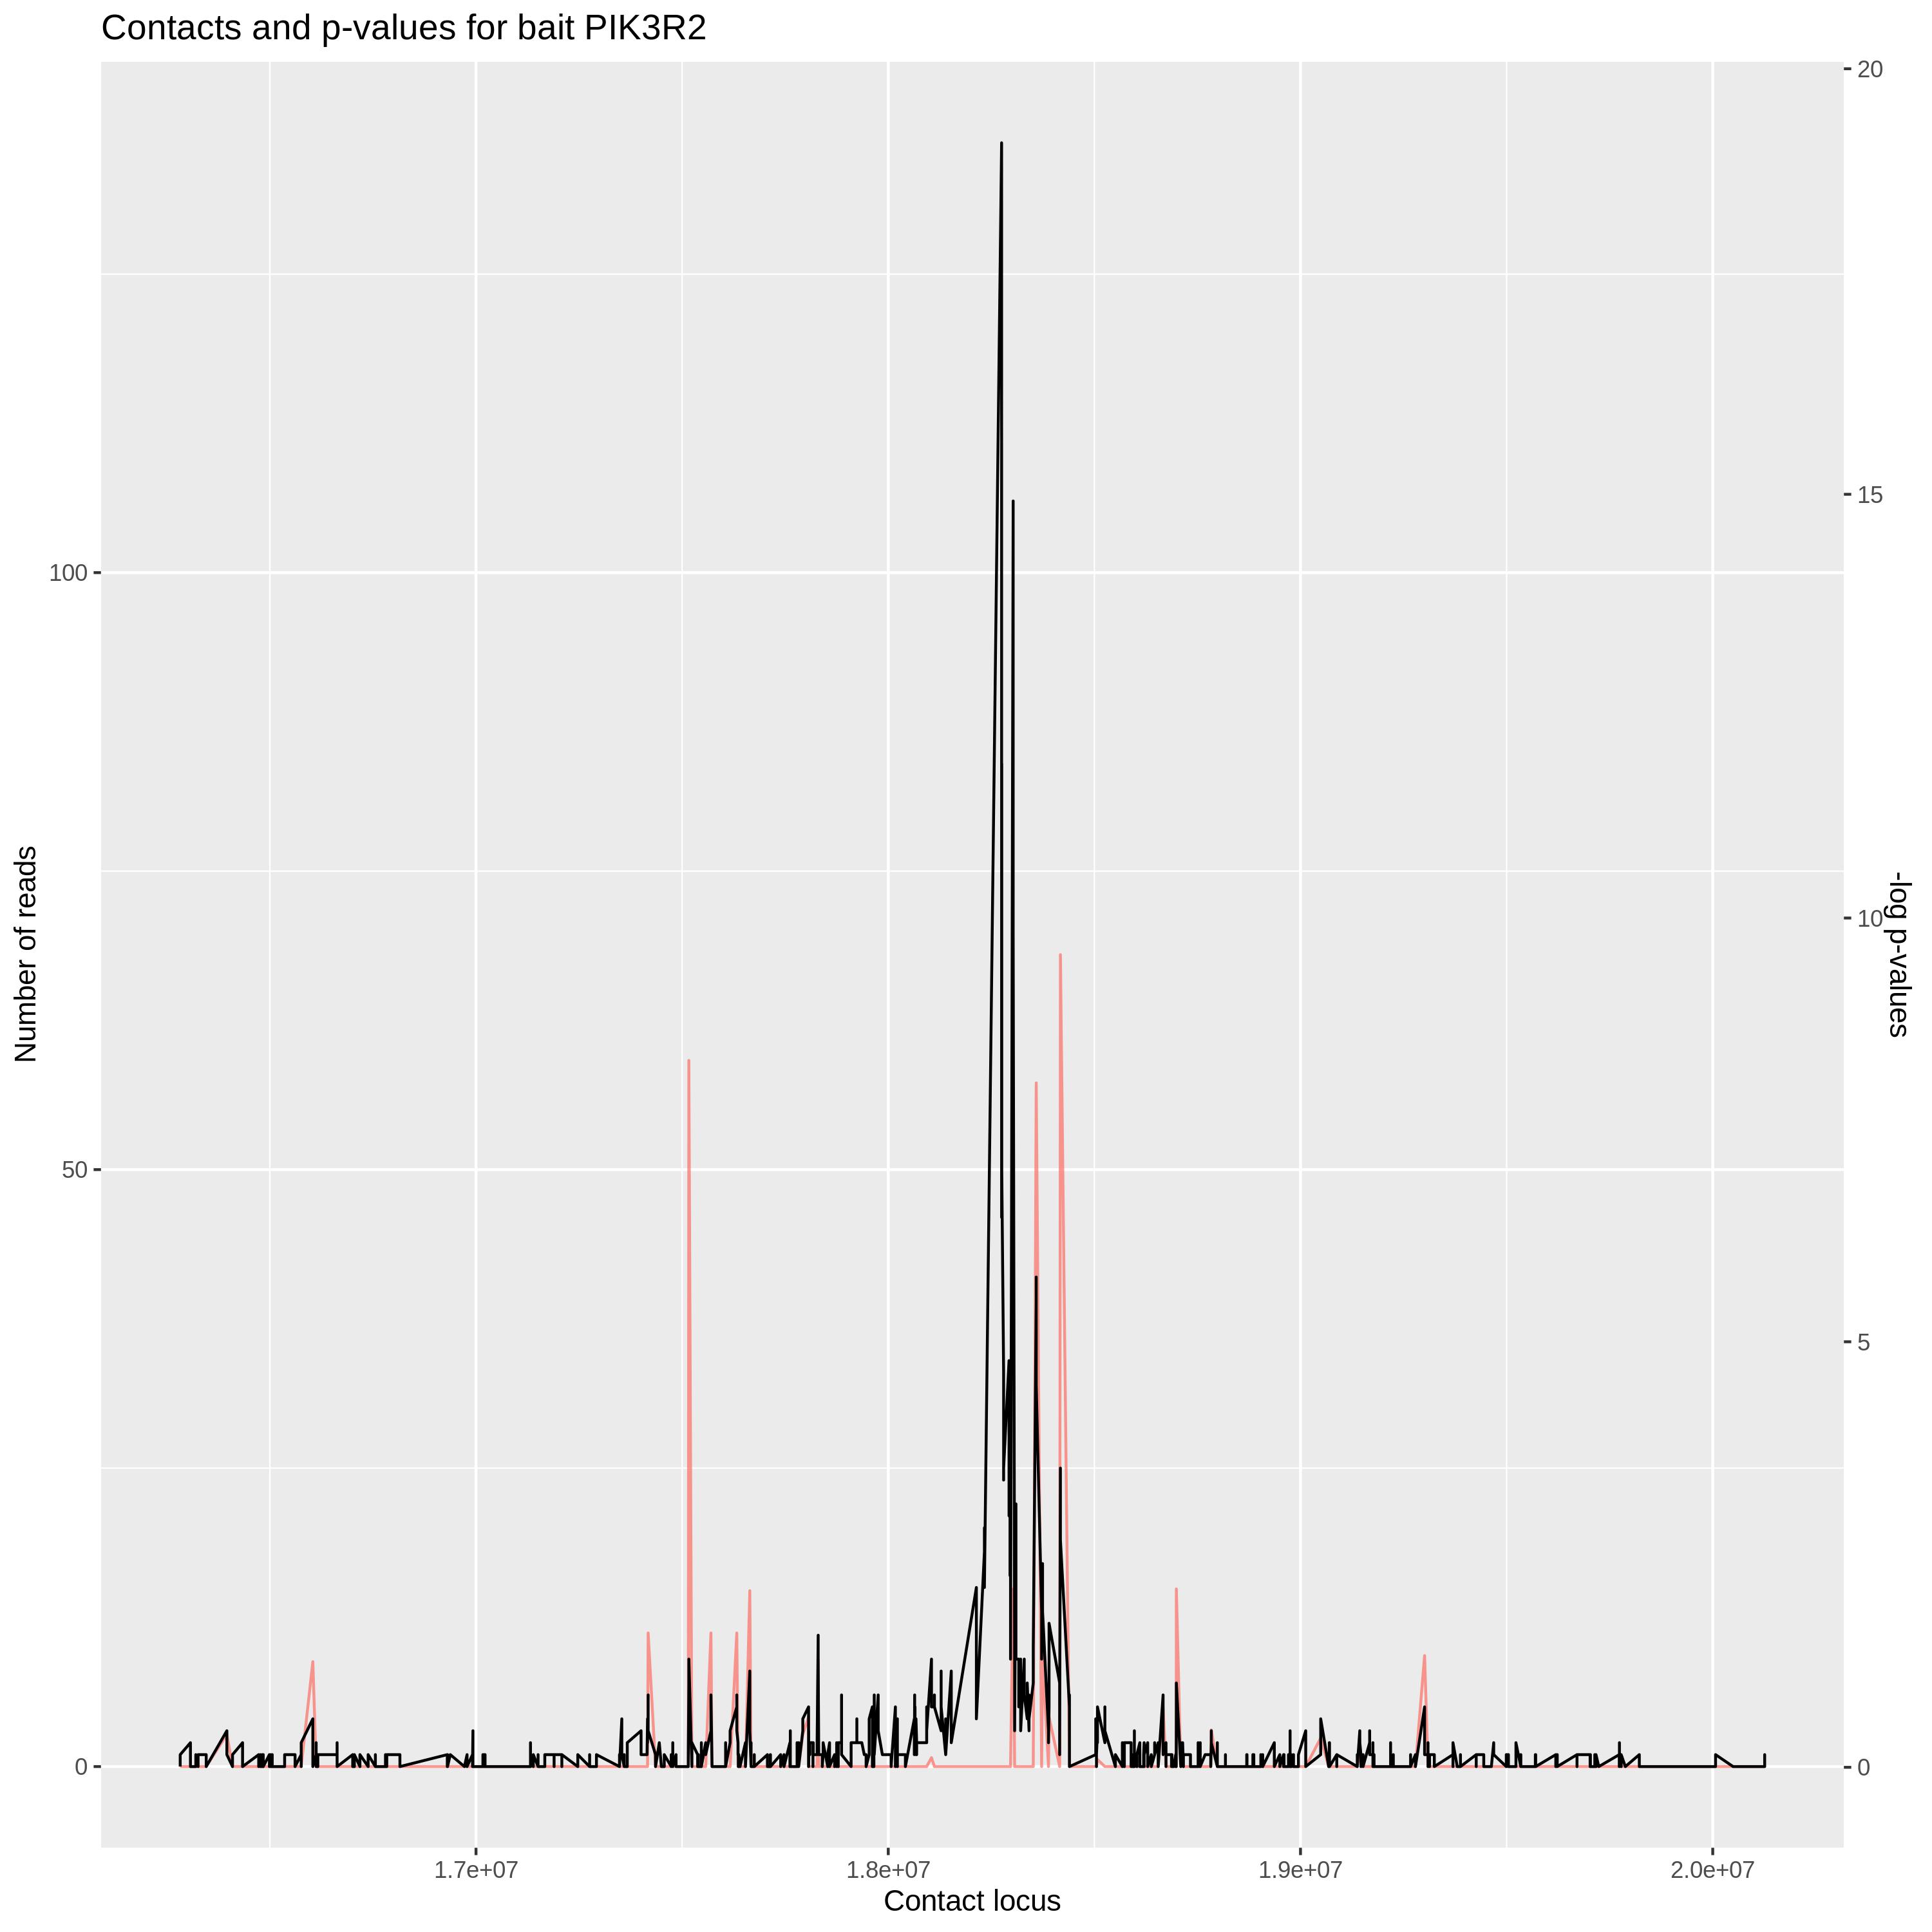 Contacts and p-values for bait PIK3R2
20
15
100
10
Number of reads
-log p-values
50
5
0
0
1.7e+07
1.8e+07
1.9e+07
2.0e+07
Contact locus